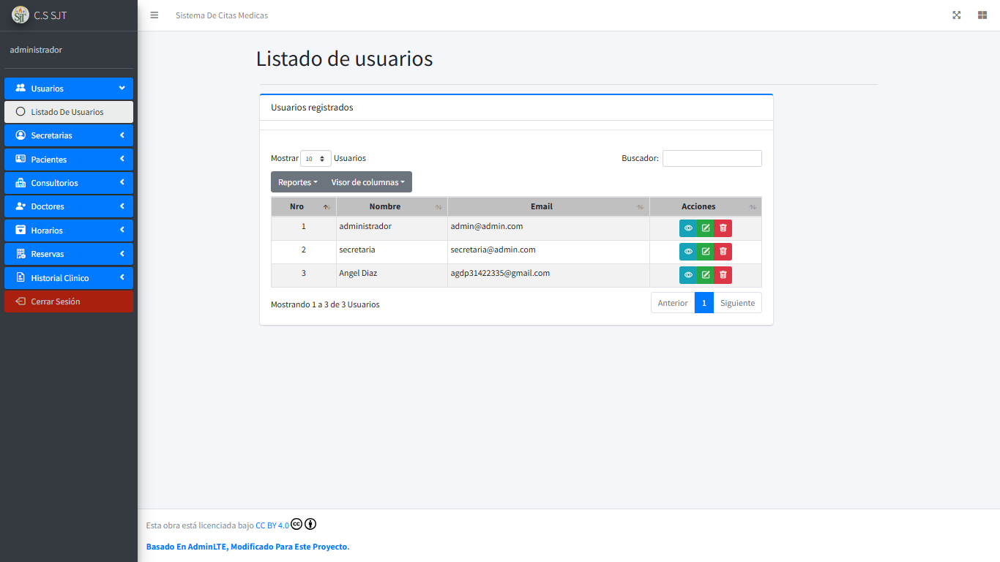 C.S SJT
Sistema De Citas Medicas
administrador
Usuarios
Listado De Usuarios
Secretarias
Pacientes
Consultorios
Doctores
Horarios
Reservas
Historial Clinico
Cerrar Sesión
Listado de usuarios
Usuarios registrados
Mostrar 10 Usuarios
Buscador:
Reportes Visor de columnas
Nro Nombre Email Acciones
1 administrador admin@admin.com
2 secretaria secretaria@admin.com
3 Angel Diaz agdp31422335@gmail.com
Mostrando 1 a 3 de 3 Usuarios
Anterior 1 Siguiente
Esta obra está licenciada bajo CC BY 4.0
Basado En AdminLTE, Modificado Para Este Proyecto.